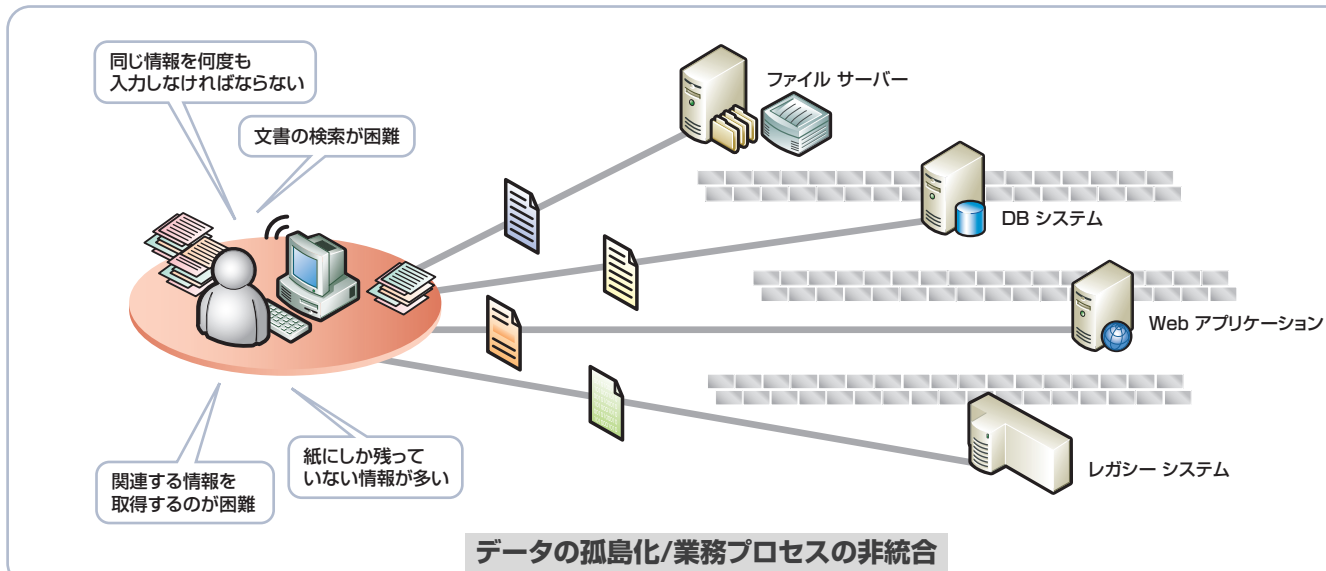 同じ情報を何度も
入力しなければならない
文書の検索が困難
ファイル サーバー
DB システム
Web アプリケーション
レガシー システム
関連する情報を
取得するのが困難
紙にしか残って
いない情報が多い
データの孤島化/業務プロセスの非統合